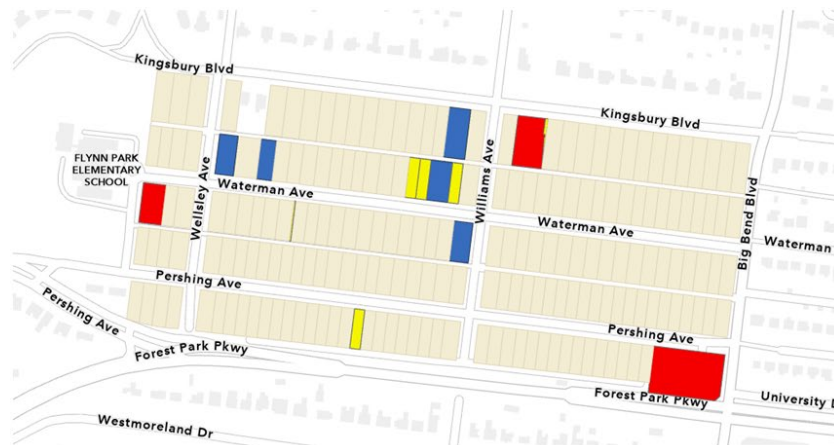 Kingsbury Blvd
Kingsbury Blvd
FLYNN PARK
ELEMENTARY
SCHOOL
Wellsley Ave
Waterman Ave
Williams Ave
Waterman Ave
Big Bend Blvd
Waterman
Pershing Ave
Pershing Ave
Pershing Ave
Forest Park Pkwy
Forest Park Pkwy
University
Westmoreland Dr